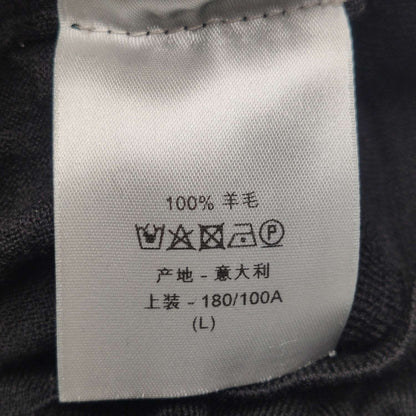 100% 羊毛
产地 - 意大利
上装 - 180/100A
(L)